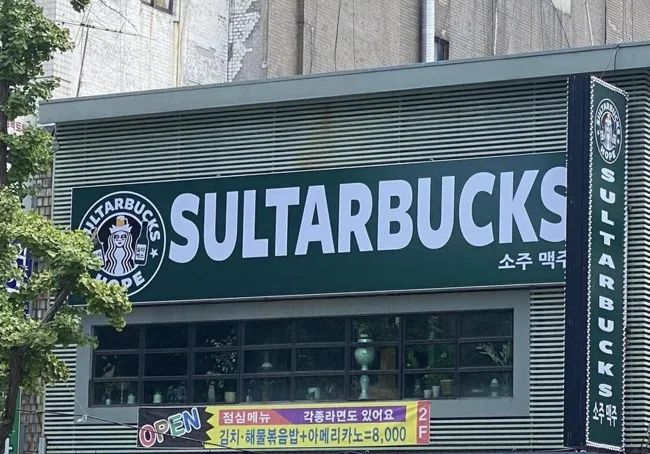 SULTARBUCKS
HOPE
SULTARBUCKS
소주 맥주
HOPE
SULTARBUCKS
소주 맥주
OPEN
점심메뉴 각종라면도 있어요
김치·해물볶음밥+아메리카노=8,000
2F